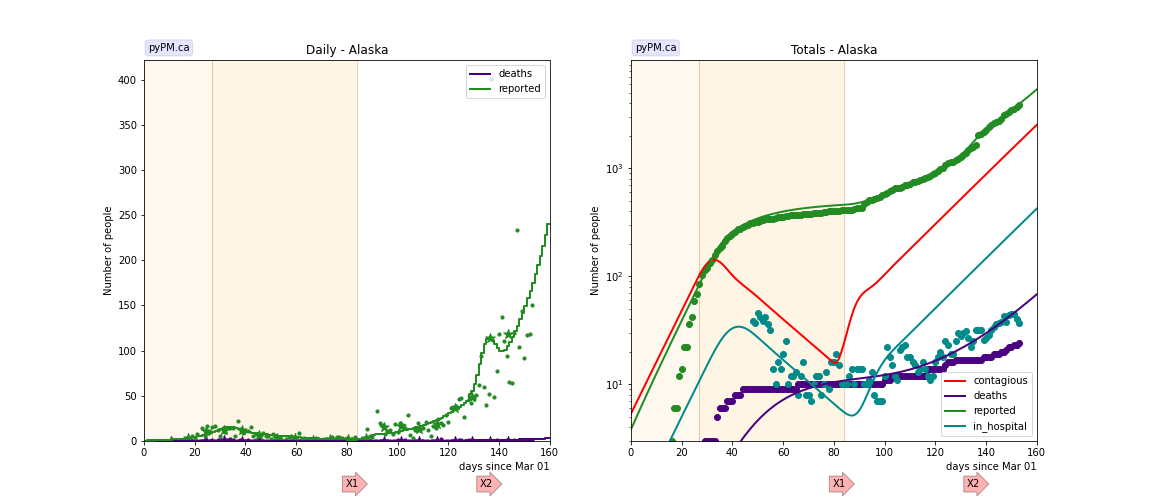 pyPM.ca
Daily - Alaska
deaths
reported
Number of people
400
350
300
250
200
150
100
50
0
0 20 40 60 80 100 120 140 160
days since Mar 01
X1 X2
pyPM.ca
Totals - Alaska
Number of people
10³
10²
10¹
contagious
deaths
reported
in_hospital
0 20 40 60 80 100 120 140 160
days since Mar 01
X1 X2